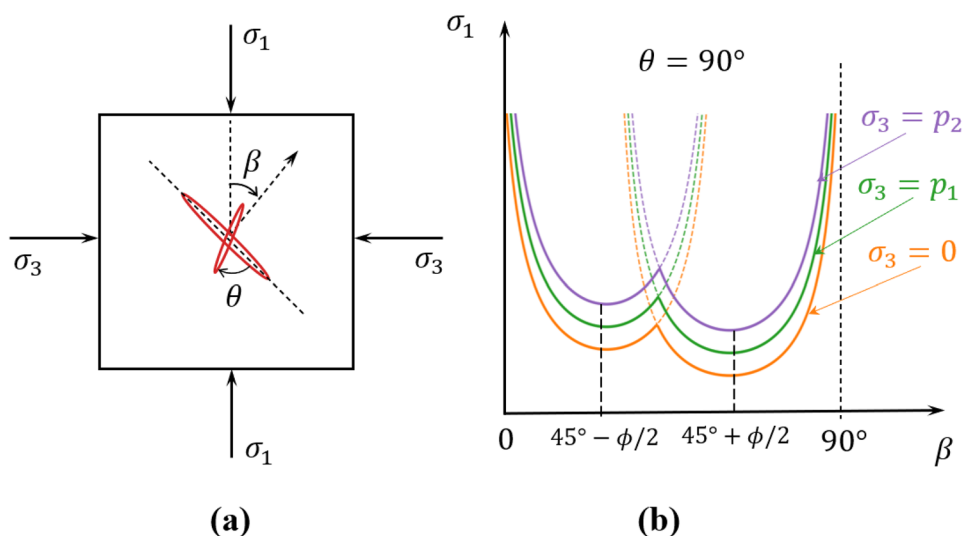 σ₁
β
σ₃
σ₃
θ
σ₁
(a)
σ₁
θ = 90°
σ₃ = p₂
σ₃ = p₁
σ₃ = 0
0
45° − ϕ/2
45° + ϕ/2
90°
β
(b)